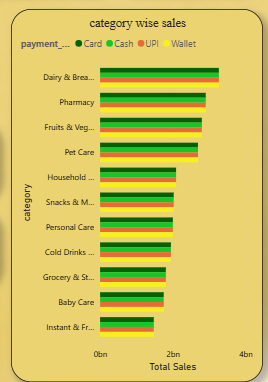 category wise sales
payment_... Card Cash UPI Wallet
Dairy & Brea...
Pharmacy
Fruits & Veg...
Pet Care
Household ...
Snacks & M...
Personal Care
Cold Drinks ...
Grocery & St...
Baby Care
Instant & Fr...
category
0bn 2bn 4bn
Total Sales